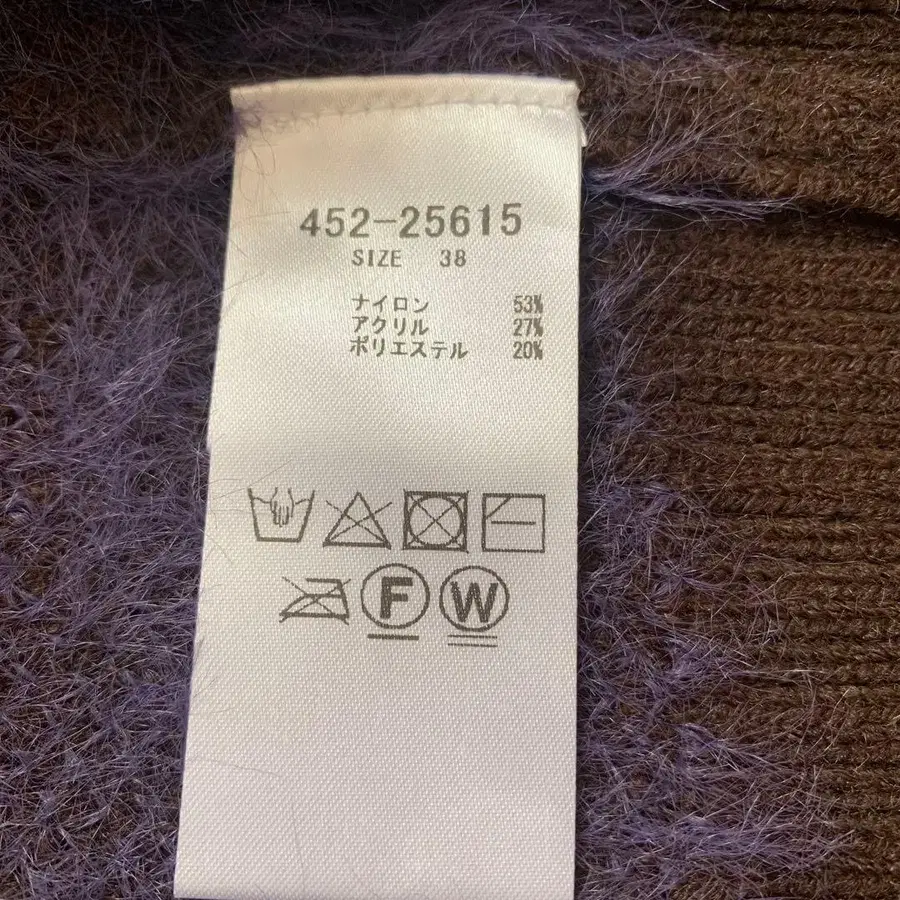 452-25615
SIZE 38
ナイロン 53%
アクリル 27%
ポリエステル 20%
F W